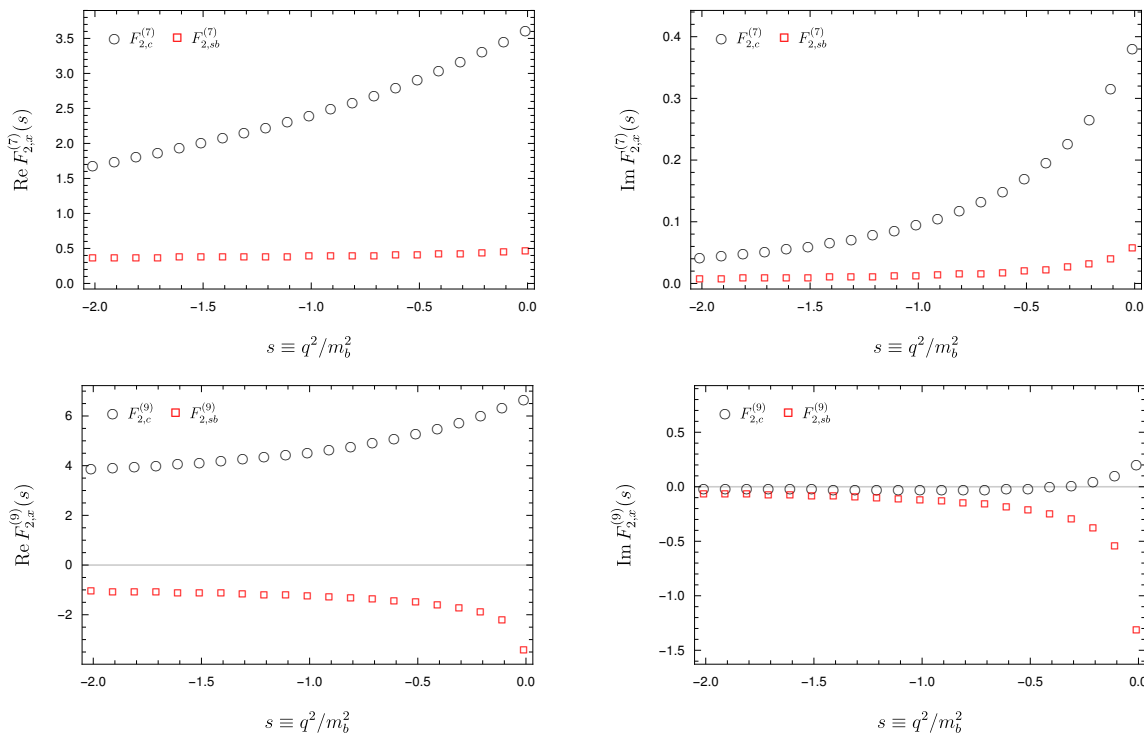 F_{2,c}^{(7)} F_{2,sb}^{(7)}
Re F_{2,x}^{(7)}(s)
3.5
3.0
2.5
2.0
1.5
1.0
0.5
0.0
−2.0 −1.5 −1.0 −0.5 0.0
s ≡ q^2/m_b^2
F_{2,c}^{(7)} F_{2,sb}^{(7)}
Im F_{2,x}^{(7)}(s)
0.4
0.3
0.2
0.1
0.0
−2.0 −1.5 −1.0 −0.5 0.0
s ≡ q^2/m_b^2
F_{2,c}^{(9)} F_{2,sb}^{(9)}
Re F_{2,x}^{(9)}(s)
6
4
2
0
−2
−2.0 −1.5 −1.0 −0.5 0.0
s ≡ q^2/m_b^2
F_{2,c}^{(9)} F_{2,sb}^{(9)}
Im F_{2,x}^{(9)}(s)
0.5
0.0
−0.5
−1.0
−1.5
−2.0 −1.5 −1.0 −0.5 0.0
s ≡ q^2/m_b^2